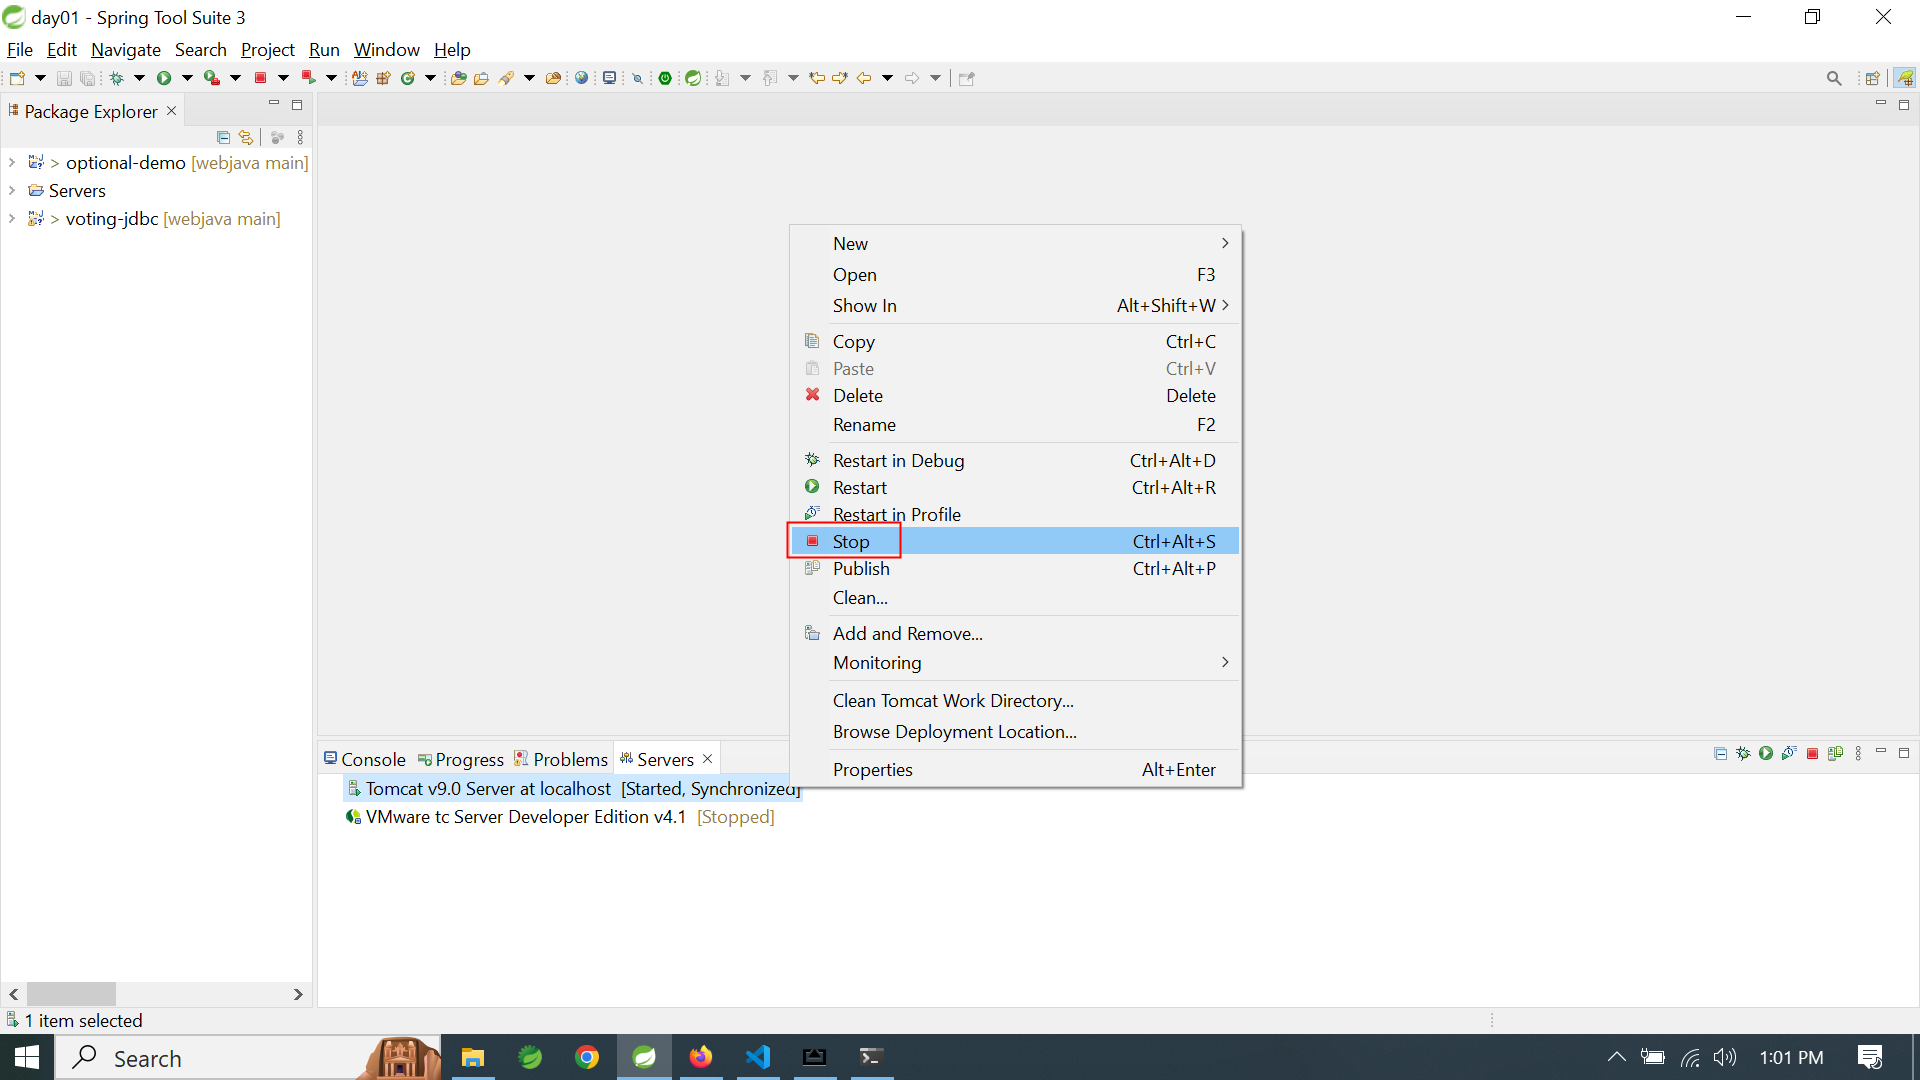 day01 - Spring Tool Suite 3
File Edit Navigate Search Project Run Window Help
Package Explorer
> optional-demo [webjava main]
Servers
> voting-jdbc [webjava main]
New
Open F3
Show In Alt+Shift+W
Copy Ctrl+C
Paste Ctrl+V
Delete Delete
Rename F2
Restart in Debug Ctrl+Alt+D
Restart Ctrl+Alt+R
Restart in Profile
Stop Ctrl+Alt+S
Publish Ctrl+Alt+P
Clean...
Add and Remove...
Monitoring
Clean Tomcat Work Directory...
Browse Deployment Location...
Properties Alt+Enter
Console Progress Problems Servers
Tomcat v9.0 Server at localhost [Started, Synchronized]
VMware tc Server Developer Edition v4.1 [Stopped]
1 item selected
Search
1:01 PM